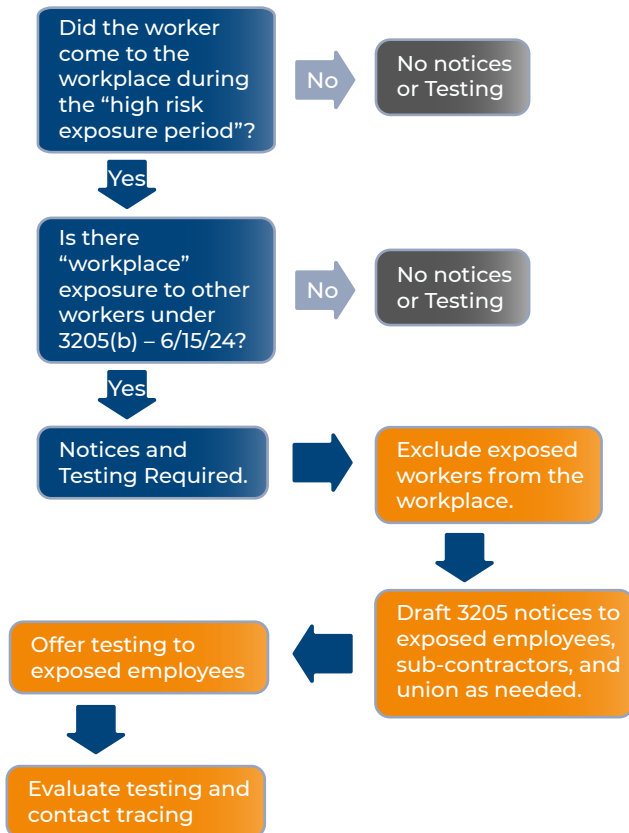 Did the worker
come to the
workplace during
the “high risk
exposure period”?
No
No notices
or Testing
Yes
Is there
“workplace”
exposure to other
workers under
3205(b) – 6/15/24?
No
No notices
or Testing
Yes
Notices and
Testing Required.
Exclude exposed
workers from the
workplace.
Draft 3205 notices to
exposed employees,
sub-contractors, and
union as needed.
Offer testing to
exposed employees
Evaluate testing and
contact tracing